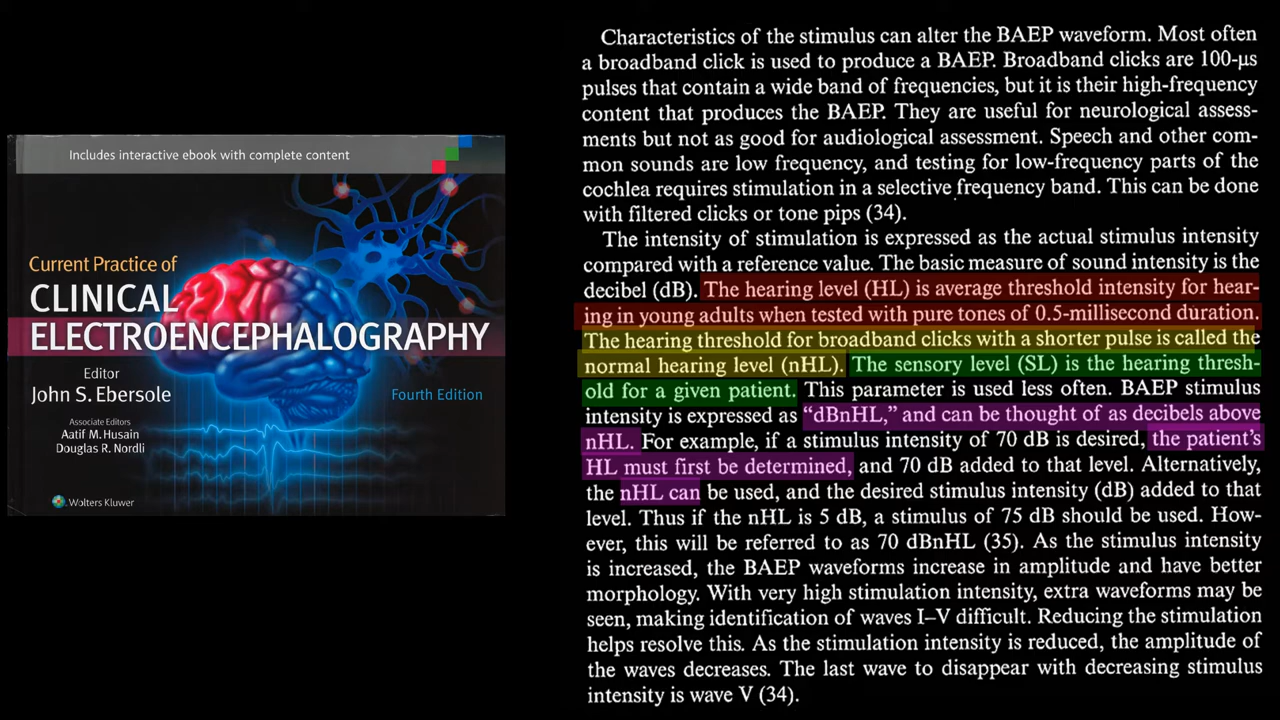 Includes interactive ebook with complete content
Current Practice of
CLINICAL
ELECTROENCEPHALOGRAPHY
Editor
John S. Ebersole
Fourth Edition
Associate Editors
Aatif M. Husain
Douglas R. Nordli
Wolters Kluwer
Characteristics of the stimulus can alter the BAEP waveform. Most often
a broadband click is used to produce a BAEP. Broadband clicks are 100-μs
pulses that contain a wide band of frequencies, but it is their high-frequency
content that produces the BAEP. They are useful for neurological assess-
ments but not as good for audiological assessment. Speech and other com-
mon sounds are low frequency, and testing for low-frequency parts of the
cochlea requires stimulation in a selective frequency band. This can be done
with filtered clicks or tone pips (34).
The intensity of stimulation is expressed as the actual stimulus intensity
compared with a reference value. The basic measure of sound intensity is the
decibel (dB). The hearing level (HL) is average threshold intensity for hear-
ing in young adults when tested with pure tones of 0.5-millisecond duration.
The hearing threshold for broadband clicks with a shorter pulse is called the
normal hearing level (nHL). The sensory level (SL) is the hearing thresh-
old for a given patient. This parameter is used less often. BAEP stimulus
intensity is expressed as “dBnHL,” and can be thought of as decibels above
nHL. For example, if a stimulus intensity of 70 dB is desired, the patient’s
HL must first be determined, and 70 dB added to that level. Alternatively,
the nHL can be used, and the desired stimulus intensity (dB) added to that
level. Thus if the nHL is 5 dB, a stimulus of 75 dB should be used. How-
ever, this will be referred to as 70 dBnHL (35). As the stimulus intensity
is increased, the BAEP waveforms increase in amplitude and have better
morphology. With very high stimulation intensity, extra waveforms may be
seen, making identification of waves I–V difficult. Reducing the stimulation
helps resolve this. As the stimulation intensity is reduced, the amplitude of
the waves decreases. The last wave to disappear with decreasing stimulus
intensity is wave V (34).